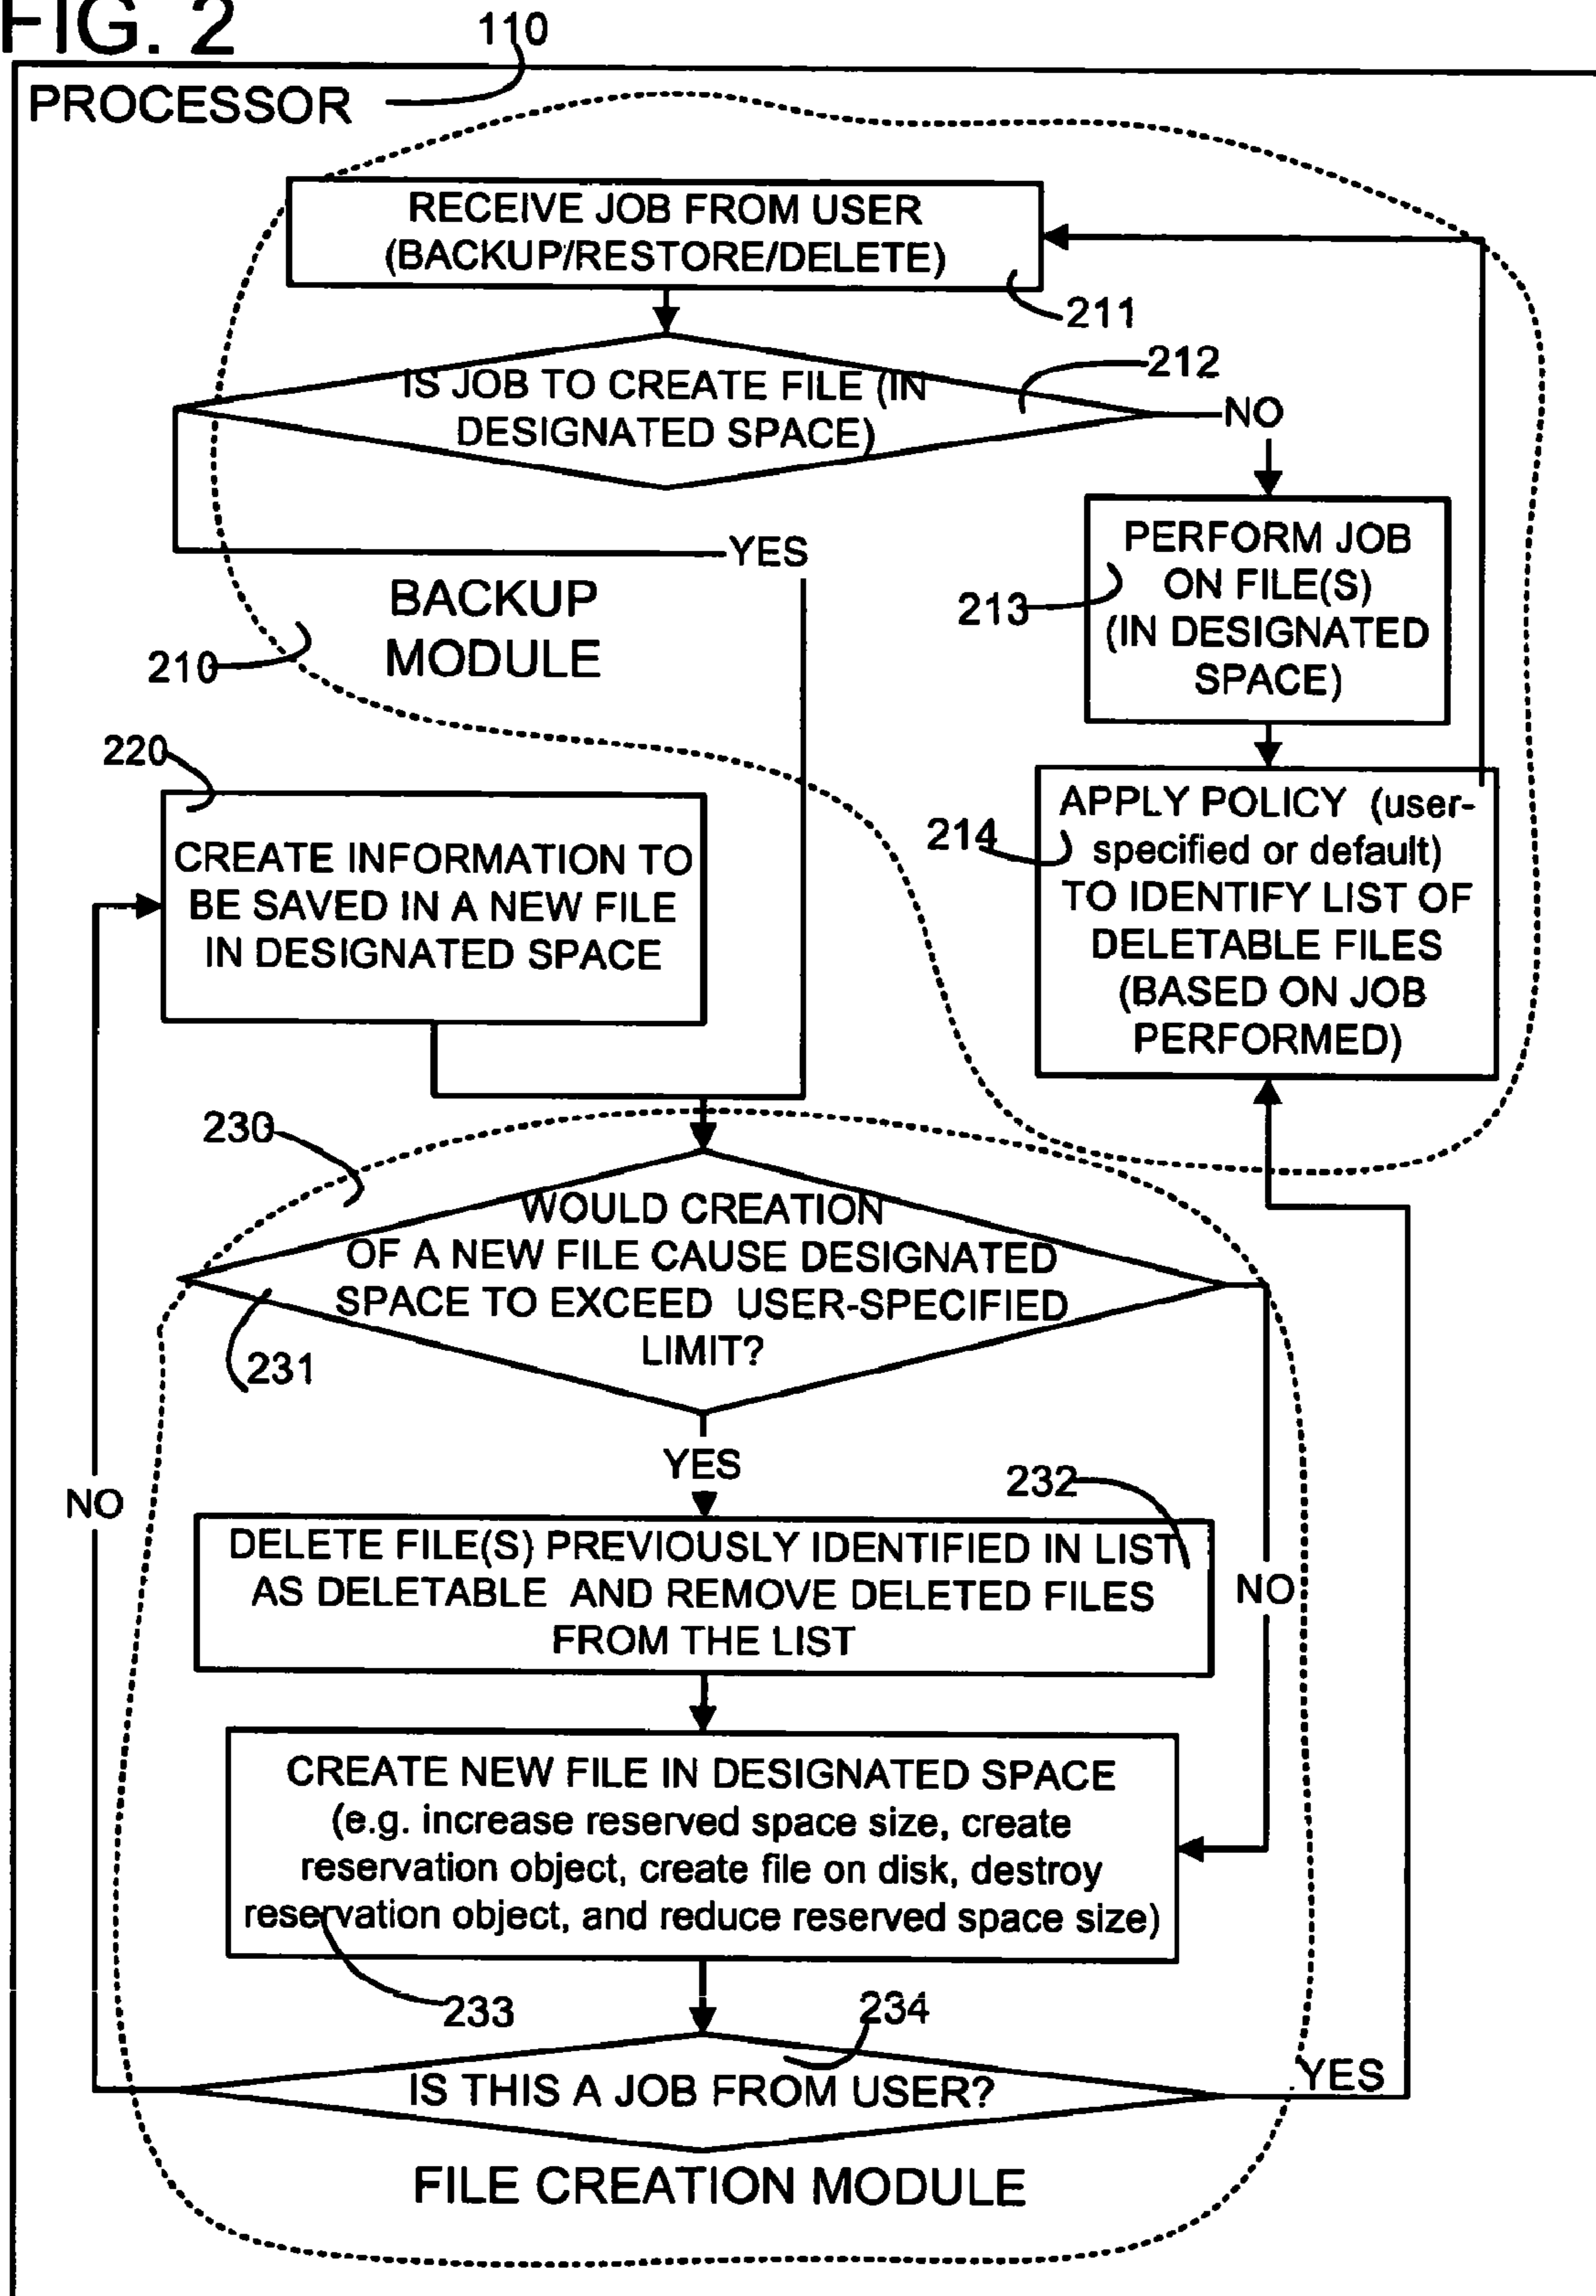 FIG. 2
110
PROCESSOR
RECEIVE JOB FROM USER
(BACKUP/RESTORE/DELETE)
211
212
IS JOB TO CREATE FILE (IN
DESIGNATED SPACE)
NO
YES
PERFORM JOB
ON FILE(S)
(IN DESIGNATED
SPACE)
213
BACKUP
MODULE
210
220
CREATE INFORMATION TO
BE SAVED IN A NEW FILE
IN DESIGNATED SPACE
214
APPLY POLICY (user-
specified or default)
TO IDENTIFY LIST OF
DELETABLE FILES
(BASED ON JOB
PERFORMED)
230
WOULD CREATION
OF A NEW FILE CAUSE DESIGNATED
SPACE TO EXCEED USER-SPECIFIED
LIMIT?
231
YES
232
NO
DELETE FILE(S) PREVIOUSLY IDENTIFIED IN LIST
AS DELETABLE AND REMOVE DELETED FILES
FROM THE LIST
NO
CREATE NEW FILE IN DESIGNATED SPACE
(e.g. increase reserved space size, create
reservation object, create file on disk, destroy
reservation object, and reduce reserved space size)
233
234
IS THIS A JOB FROM USER?
YES
FILE CREATION MODULE